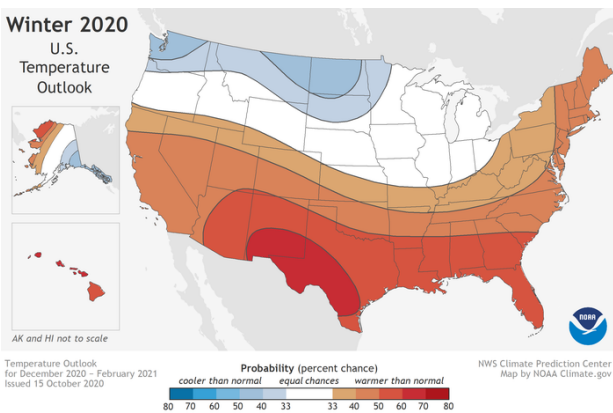 Winter 2020
U.S.
Temperature
Outlook
AK and HI not to scale
NOAA
Temperature Outlook
for December 2020 – February 2021
Issued 15 October 2020
NWS Climate Prediction Center
Map by NOAA Climate.gov
Probability (percent chance)
cooler than normal equal chances warmer than normal
80 70 60 50 40 33 33 40 50 60 70 80